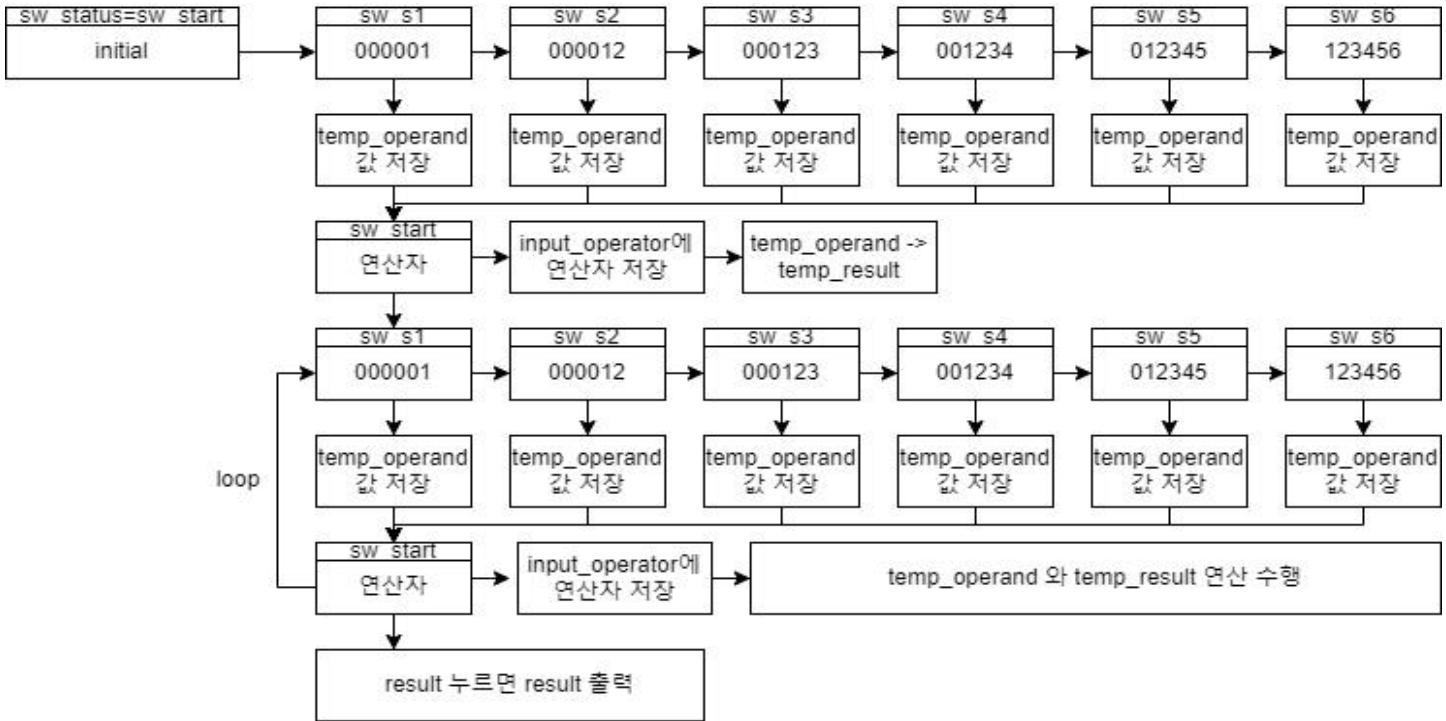 sw_status=sw_start
initial
sw_s1
000001
sw_s2
000012
sw_s3
000123
sw_s4
001234
sw_s5
012345
sw_s6
123456
temp_operand
값 저장
temp_operand
값 저장
temp_operand
값 저장
temp_operand
값 저장
temp_operand
값 저장
temp_operand
값 저장
sw_start
연산자
input_operator에
연산자 저장
temp_operand ->
temp_result
sw_s1
000001
sw_s2
000012
sw_s3
000123
sw_s4
001234
sw_s5
012345
sw_s6
123456
loop
temp_operand
값 저장
temp_operand
값 저장
temp_operand
값 저장
temp_operand
값 저장
temp_operand
값 저장
temp_operand
값 저장
sw_start
연산자
input_operator에
연산자 저장
temp_operand 와 temp_result 연산 수행
result 누르면 result 출력